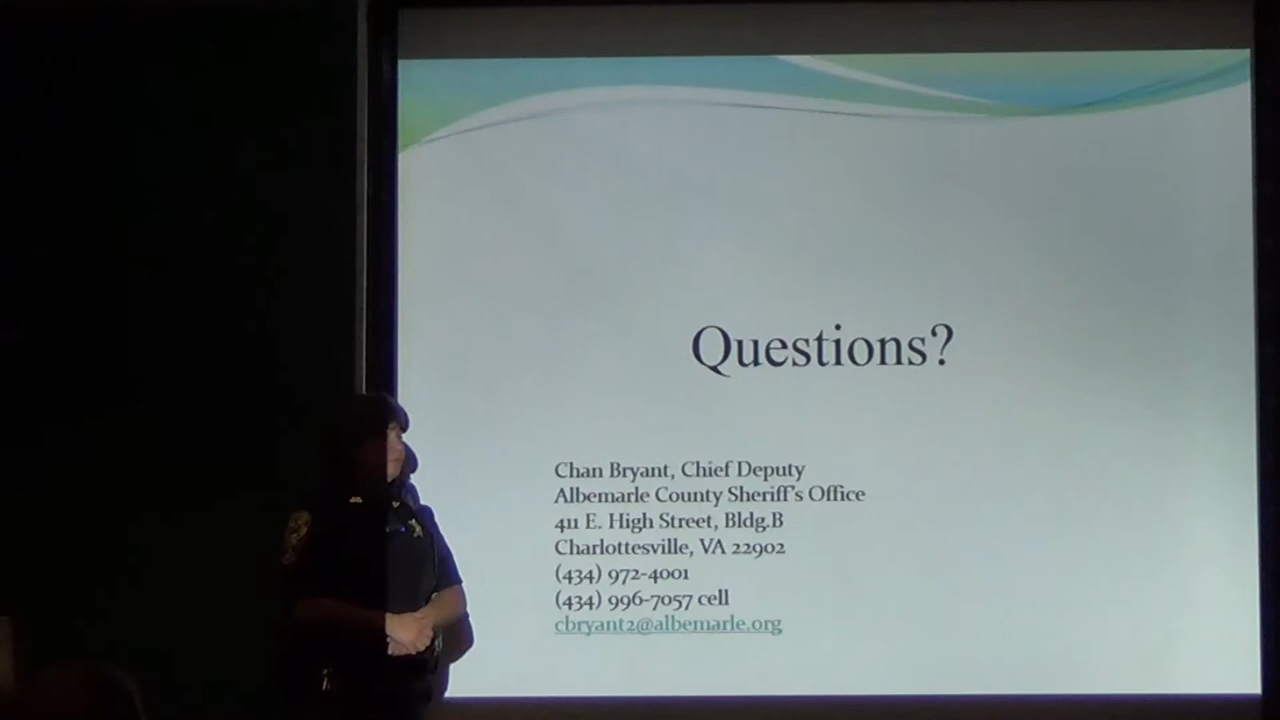 Questions?
Chan Bryant, Chief Deputy
Albemarle County Sheriff's Office
411 E. High Street, Bldg.B
Charlottesville, VA 22902
(434) 972-4001
(434) 996-7057 cell
cbryant2@albemarle.org